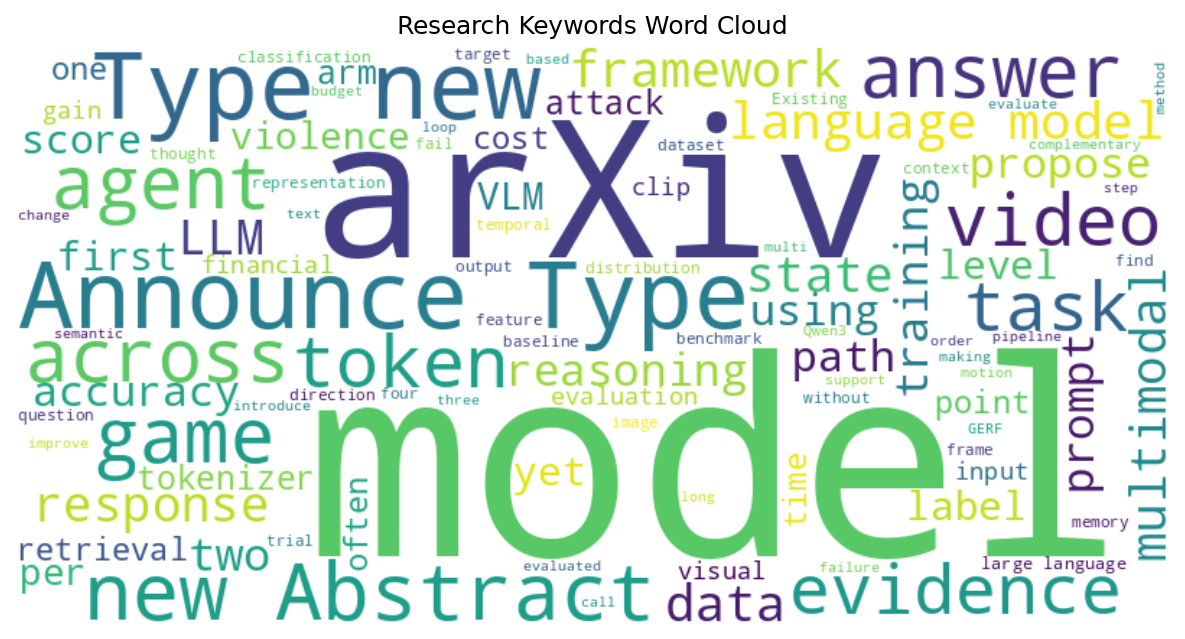 Research Keywords Word Cloud
classification
target
based
one
Type
new
arm
framework
answer
gain
budget
attack
Existing
evaluate
method
score
violence
loop
fail
cost
dataset
language model
complementary
thought
arXiv
agent
representation
VLM
clip
context
propose
step
change
text
temporal
training
video
LLM
first
financial
output
distribution
multi
state
level
find
Announce Type
using
task
multimodal
semantic
feature
baseline
benchmark
Qwen3
order
pipeline
across
token
reasoning
path
making
motion
prompt
accuracy
introduce
direction
four
three
evaluation
support
without
point
question
improve
game
model
image
GERF
frame
tokenizer
yet
long
time
input
response
often
label
memory
retrieval
two
trial
per
evaluated
visual
failure
large language
new Abstract
call
data
evidence